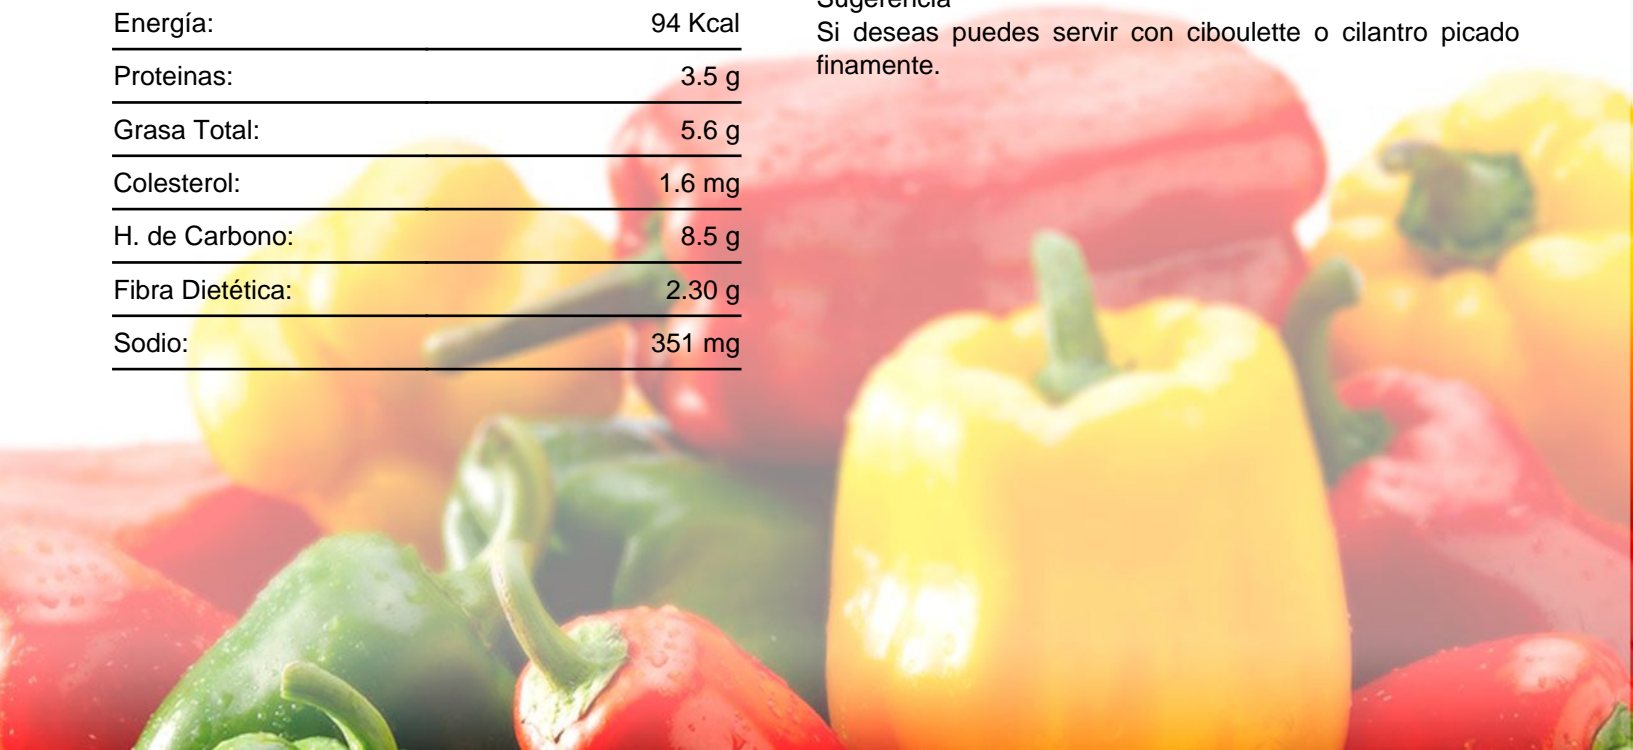 Energía: 94 Kcal
Proteinas: 3.5 g
Grasa Total: 5.6 g
Colesterol: 1.6 mg
H. de Carbono: 8.5 g
Fibra Dietética: 2.30 g
Sodio: 351 mg
Sugerencia
Si deseas puedes servir con ciboulette o cilantro picado
finamente.